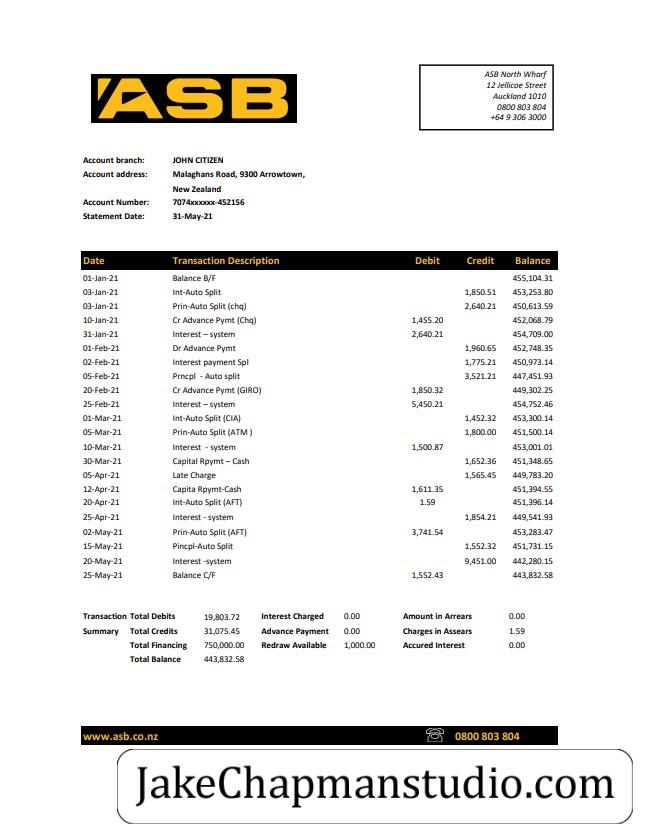 ASB
ASB North Wharf
12 Jellicoe Street
Auckland 1010
0800 803 804
+64 9 306 3000
Account branch: JOHN CITIZEN
Account address: Malaghans Road, 9300 Arrowtown,
New Zealand
Account Number: 7074xxxxxx-452156
Statement Date: 31-May-21
Date Transaction Description Debit Credit Balance
01-Jan-21 Balance B/F 455,104.31
03-Jan-21 Int-Auto Split 1,850.51 453,253.80
03-Jan-21 Prin-Auto Split (chq) 2,640.21 450,613.59
10-Jan-21 Cr Advance Pymt (Chq) 1,455.20 452,068.79
31-Jan-21 Interest – system 2,640.21 454,709.00
01-Feb-21 Dr Advance Pymt 1,960.65 452,748.35
02-Feb-21 Interest payment Spl 1,775.21 450,973.14
05-Feb-21 Prncpl - Auto split 3,521.21 447,451.93
20-Feb-21 Cr Advance Pymt (GIRO) 1,850.32 449,302.25
25-Feb-21 Interest – system 5,450.21 454,752.46
01-Mar-21 Int-Auto Split (CIA) 1,452.32 453,300.14
05-Mar-21 Prin-Auto Split (ATM ) 1,800.00 451,500.14
10-Mar-21 Interest - system 1,500.87 453,001.01
30-Mar-21 Capital Rpymt – Cash 1,652.36 451,348.65
05-Apr-21 Late Charge 1,565.45 449,783.20
12-Apr-21 Capita Rpymt-Cash 1,611.35 451,394.55
20-Apr-21 Int-Auto Split (AFT) 1.59 451,396.14
25-Apr-21 Interest - system 1,854.21 449,541.93
02-May-21 Prin-Auto Split (AFT) 3,741.54 453,283.47
15-May-21 Pincpl-Auto Split 1,552.32 451,731.15
20-May-21 Interest -system 9,451.00 442,280.15
25-May-21 Balance C/F 1,552.43 443,832.58
Transaction Total Debits 19,803.72 Interest Charged 0.00 Amount in Arrears 0.00
Summary Total Credits 31,075.45 Advance Payment 0.00 Charges in Assears 1.59
Total Financing 750,000.00 Redraw Available 1,000.00 Accured Interest 0.00
Total Balance 443,832.58
www.asb.co.nz 0800 803 804
JakeChapmanstudio.com